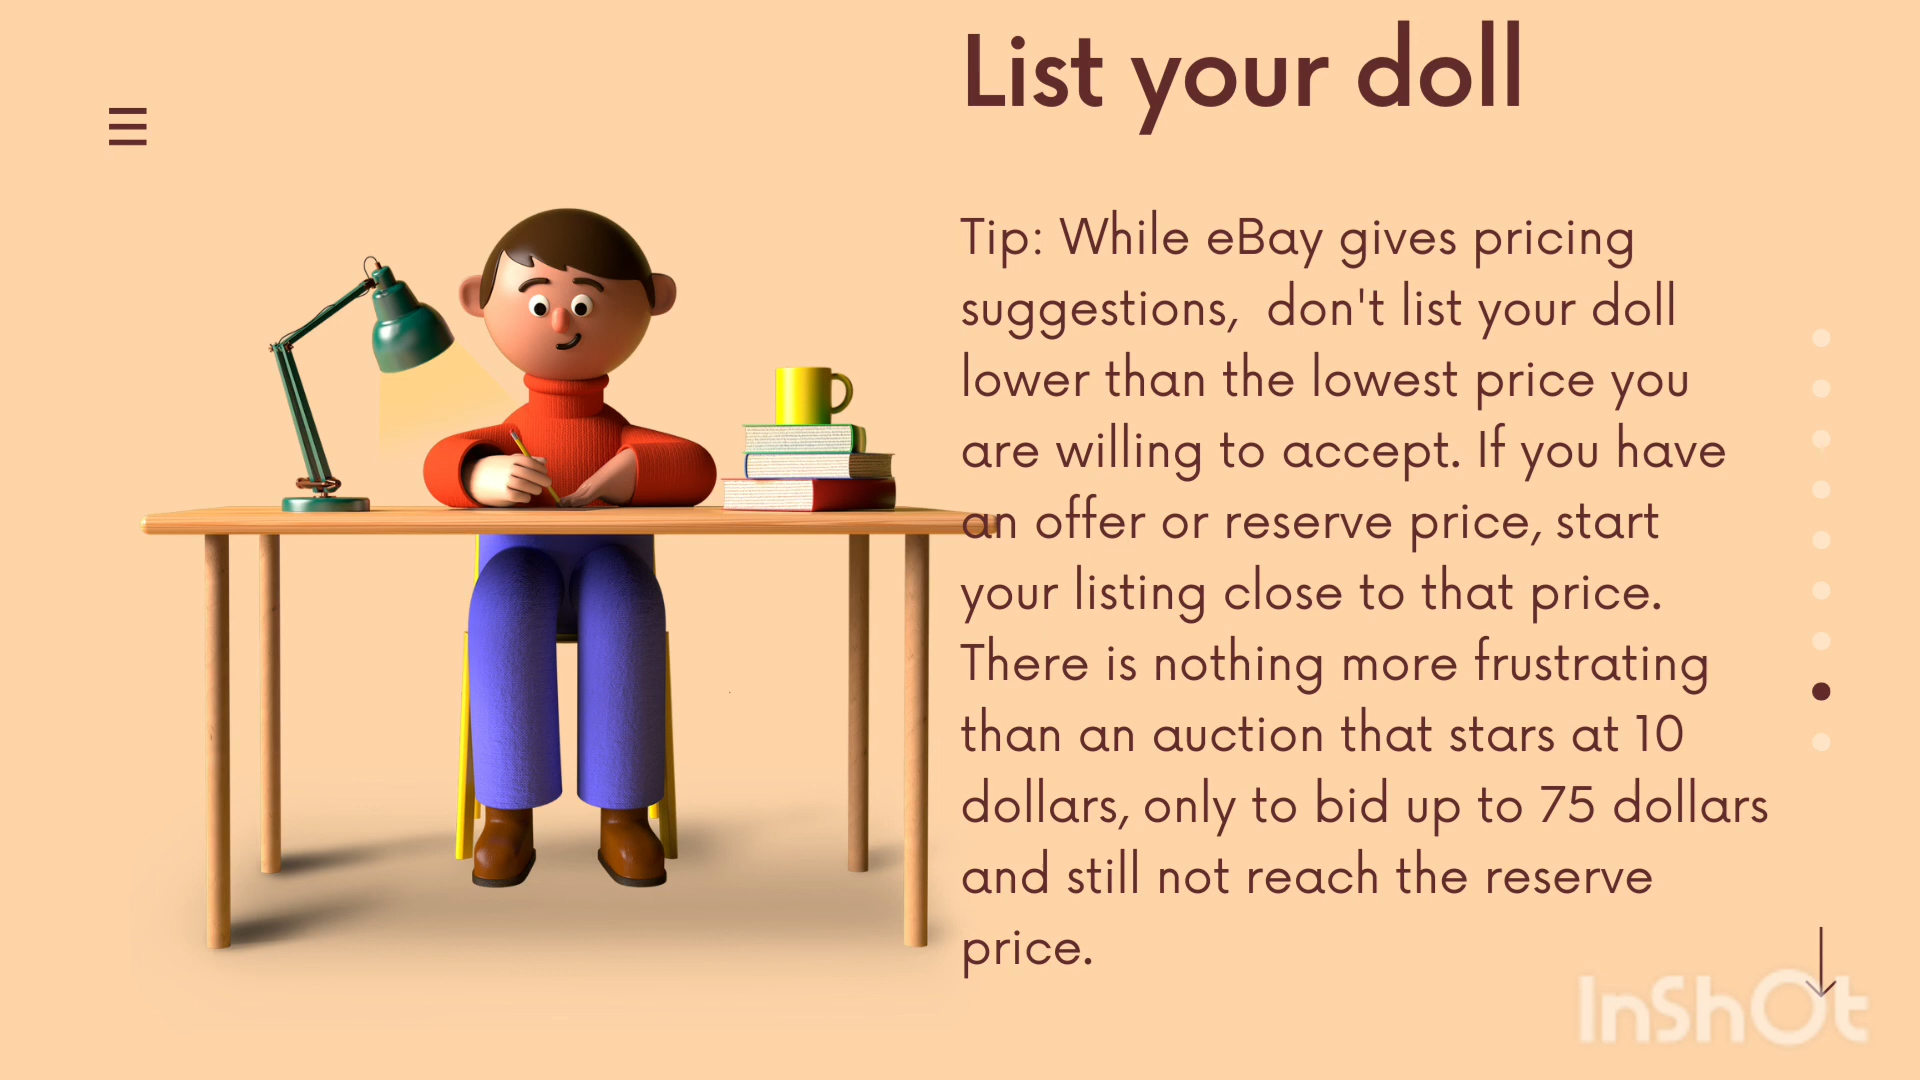 List your doll
Tip: While eBay gives pricing
suggestions,  don't list your doll
lower than the lowest price you
are willing to accept. If you have
an offer or reserve price, start
your listing close to that price.
There is nothing more frustrating
than an auction that stars at 10
dollars, only to bid up to 75 dollars
and still not reach the reserve
price.
InShOt